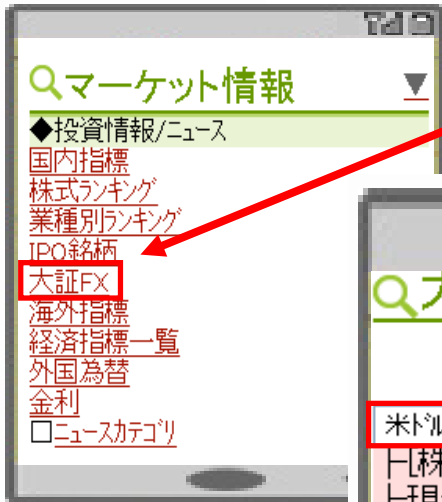 マーケット情報 ▼
◆投資情報/ニュース
国内指標
株式ランキング
業種別ランキング
IPO銘柄
大証FX
海外指標
経済指標一覧
外国為替
金利
□ニュースカテゴリ
米ドル